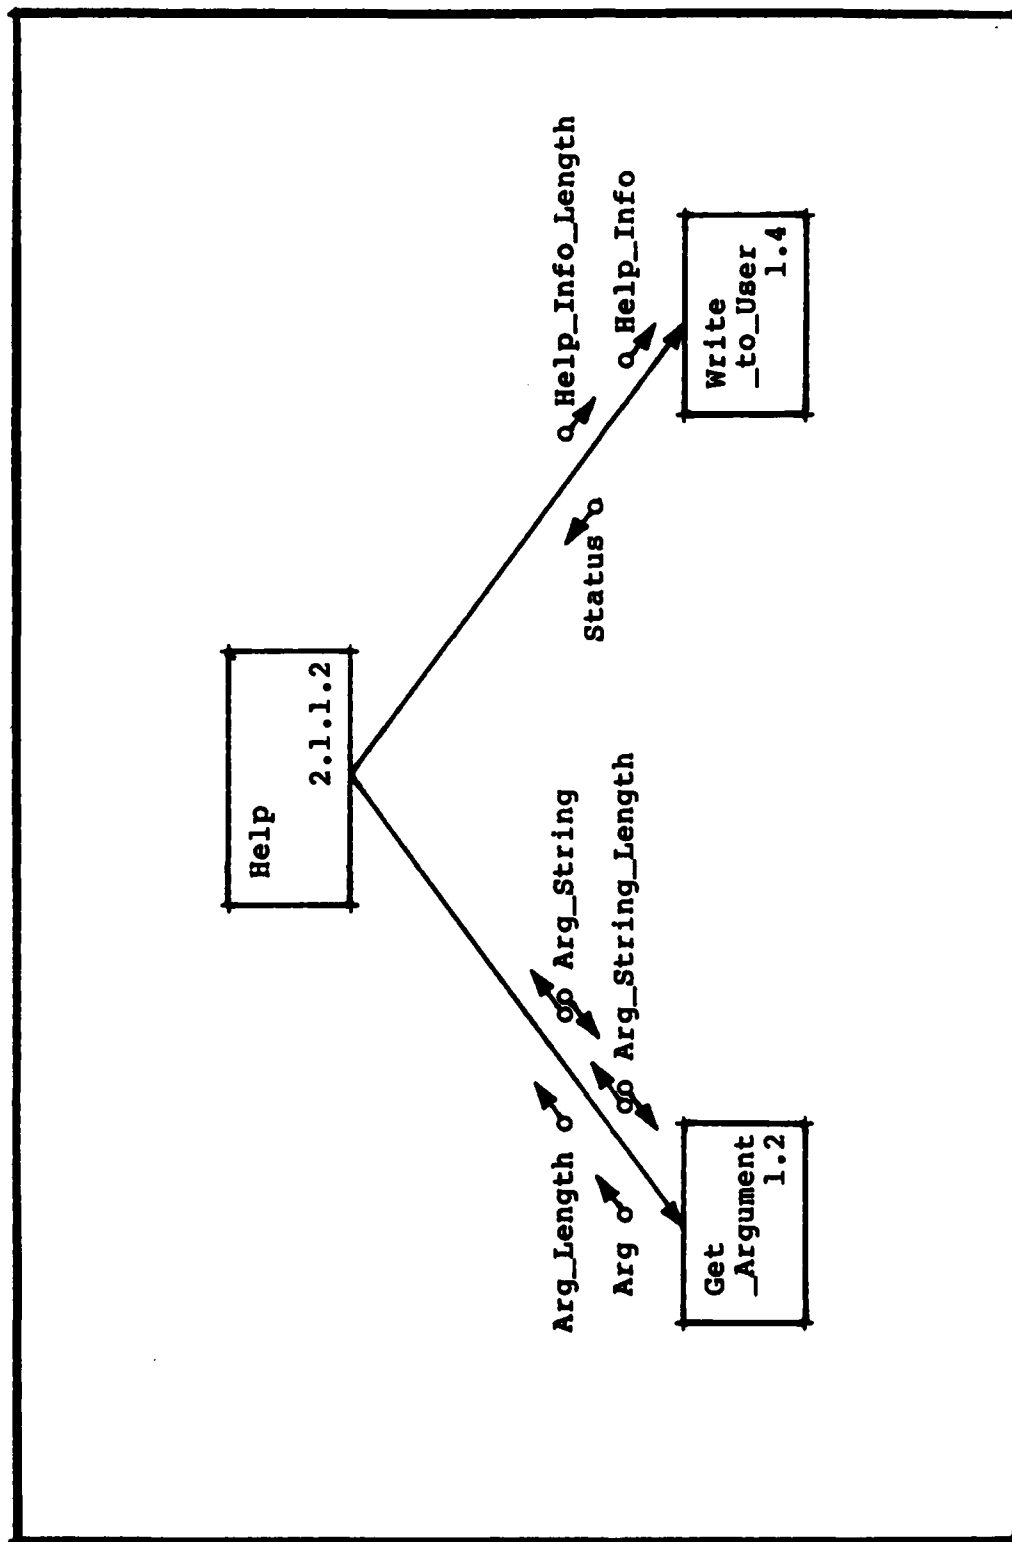 Help
2.1.1.2
Arg_Length
Arg_String
Arg
Arg_String_Length
Help_Info_Length
Status
Help_Info
Get
_Argument
1.2
Write
_to_User
1.4